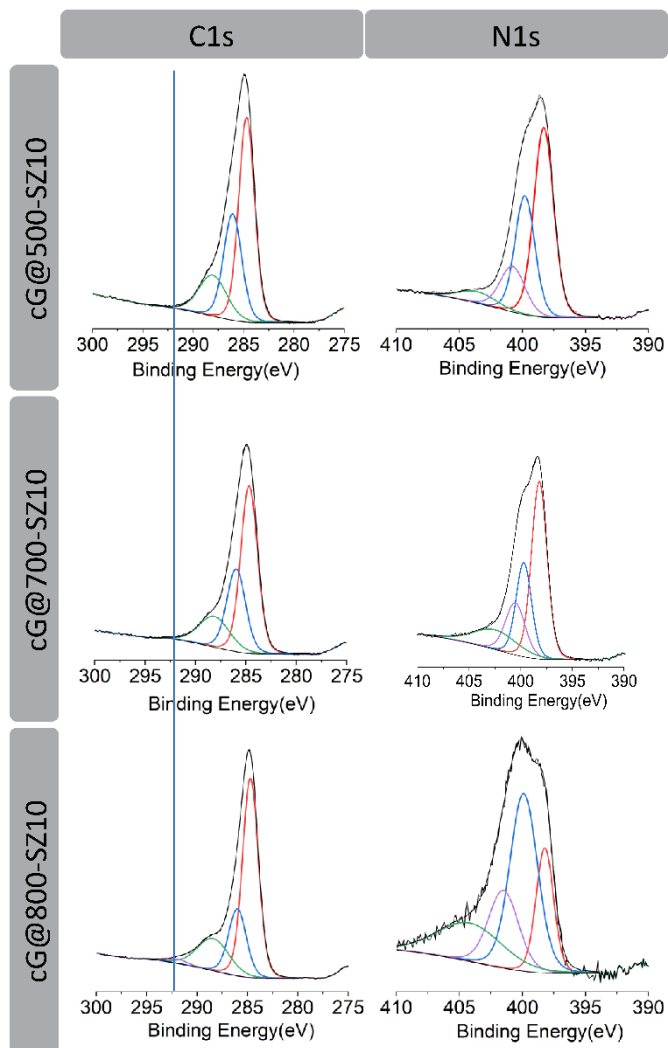 C1s
N1s
cG@500-SZ10
300 295 290 285 280 275
Binding Energy(eV)
410 405 400 395 390
Binding Energy(eV)
cG@700-SZ10
300 295 290 285 280 275
Binding Energy(eV)
410 405 400 395 390
Binding Energy(eV)
cG@800-SZ10
300 295 290 285 280 275
Binding Energy(eV)
410 405 400 395 390
Binding Energy(eV)